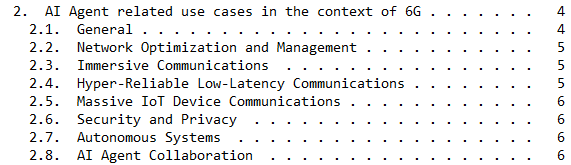 2.  AI Agent related use cases in the context of 6G . . . . . . .   4
2.1.  General . . . . . . . . . . . . . . . . . . . . . . . . .   4
2.2.  Network Optimization and Management . . . . . . . . . . .   5
2.3.  Immersive Communications  . . . . . . . . . . . . . . . .   5
2.4.  Hyper-Reliable Low-Latency Communications . . . . . . . .   5
2.5.  Massive IoT Device Communications . . . . . . . . . . . .   6
2.6.  Security and Privacy  . . . . . . . . . . . . . . . . . .   6
2.7.  Autonomous Systems  . . . . . . . . . . . . . . . . . . .   6
2.8.  AI Agent Collaboration  . . . . . . . . . . . . . . . . .   6